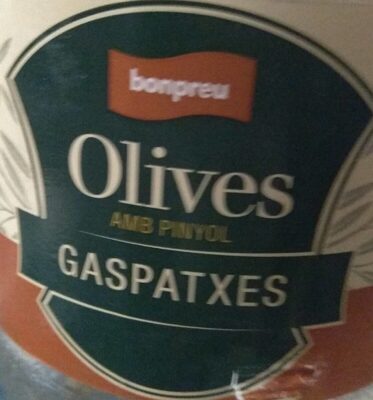 bonpreu
Olives
AMB PINYOL
GASPATXES